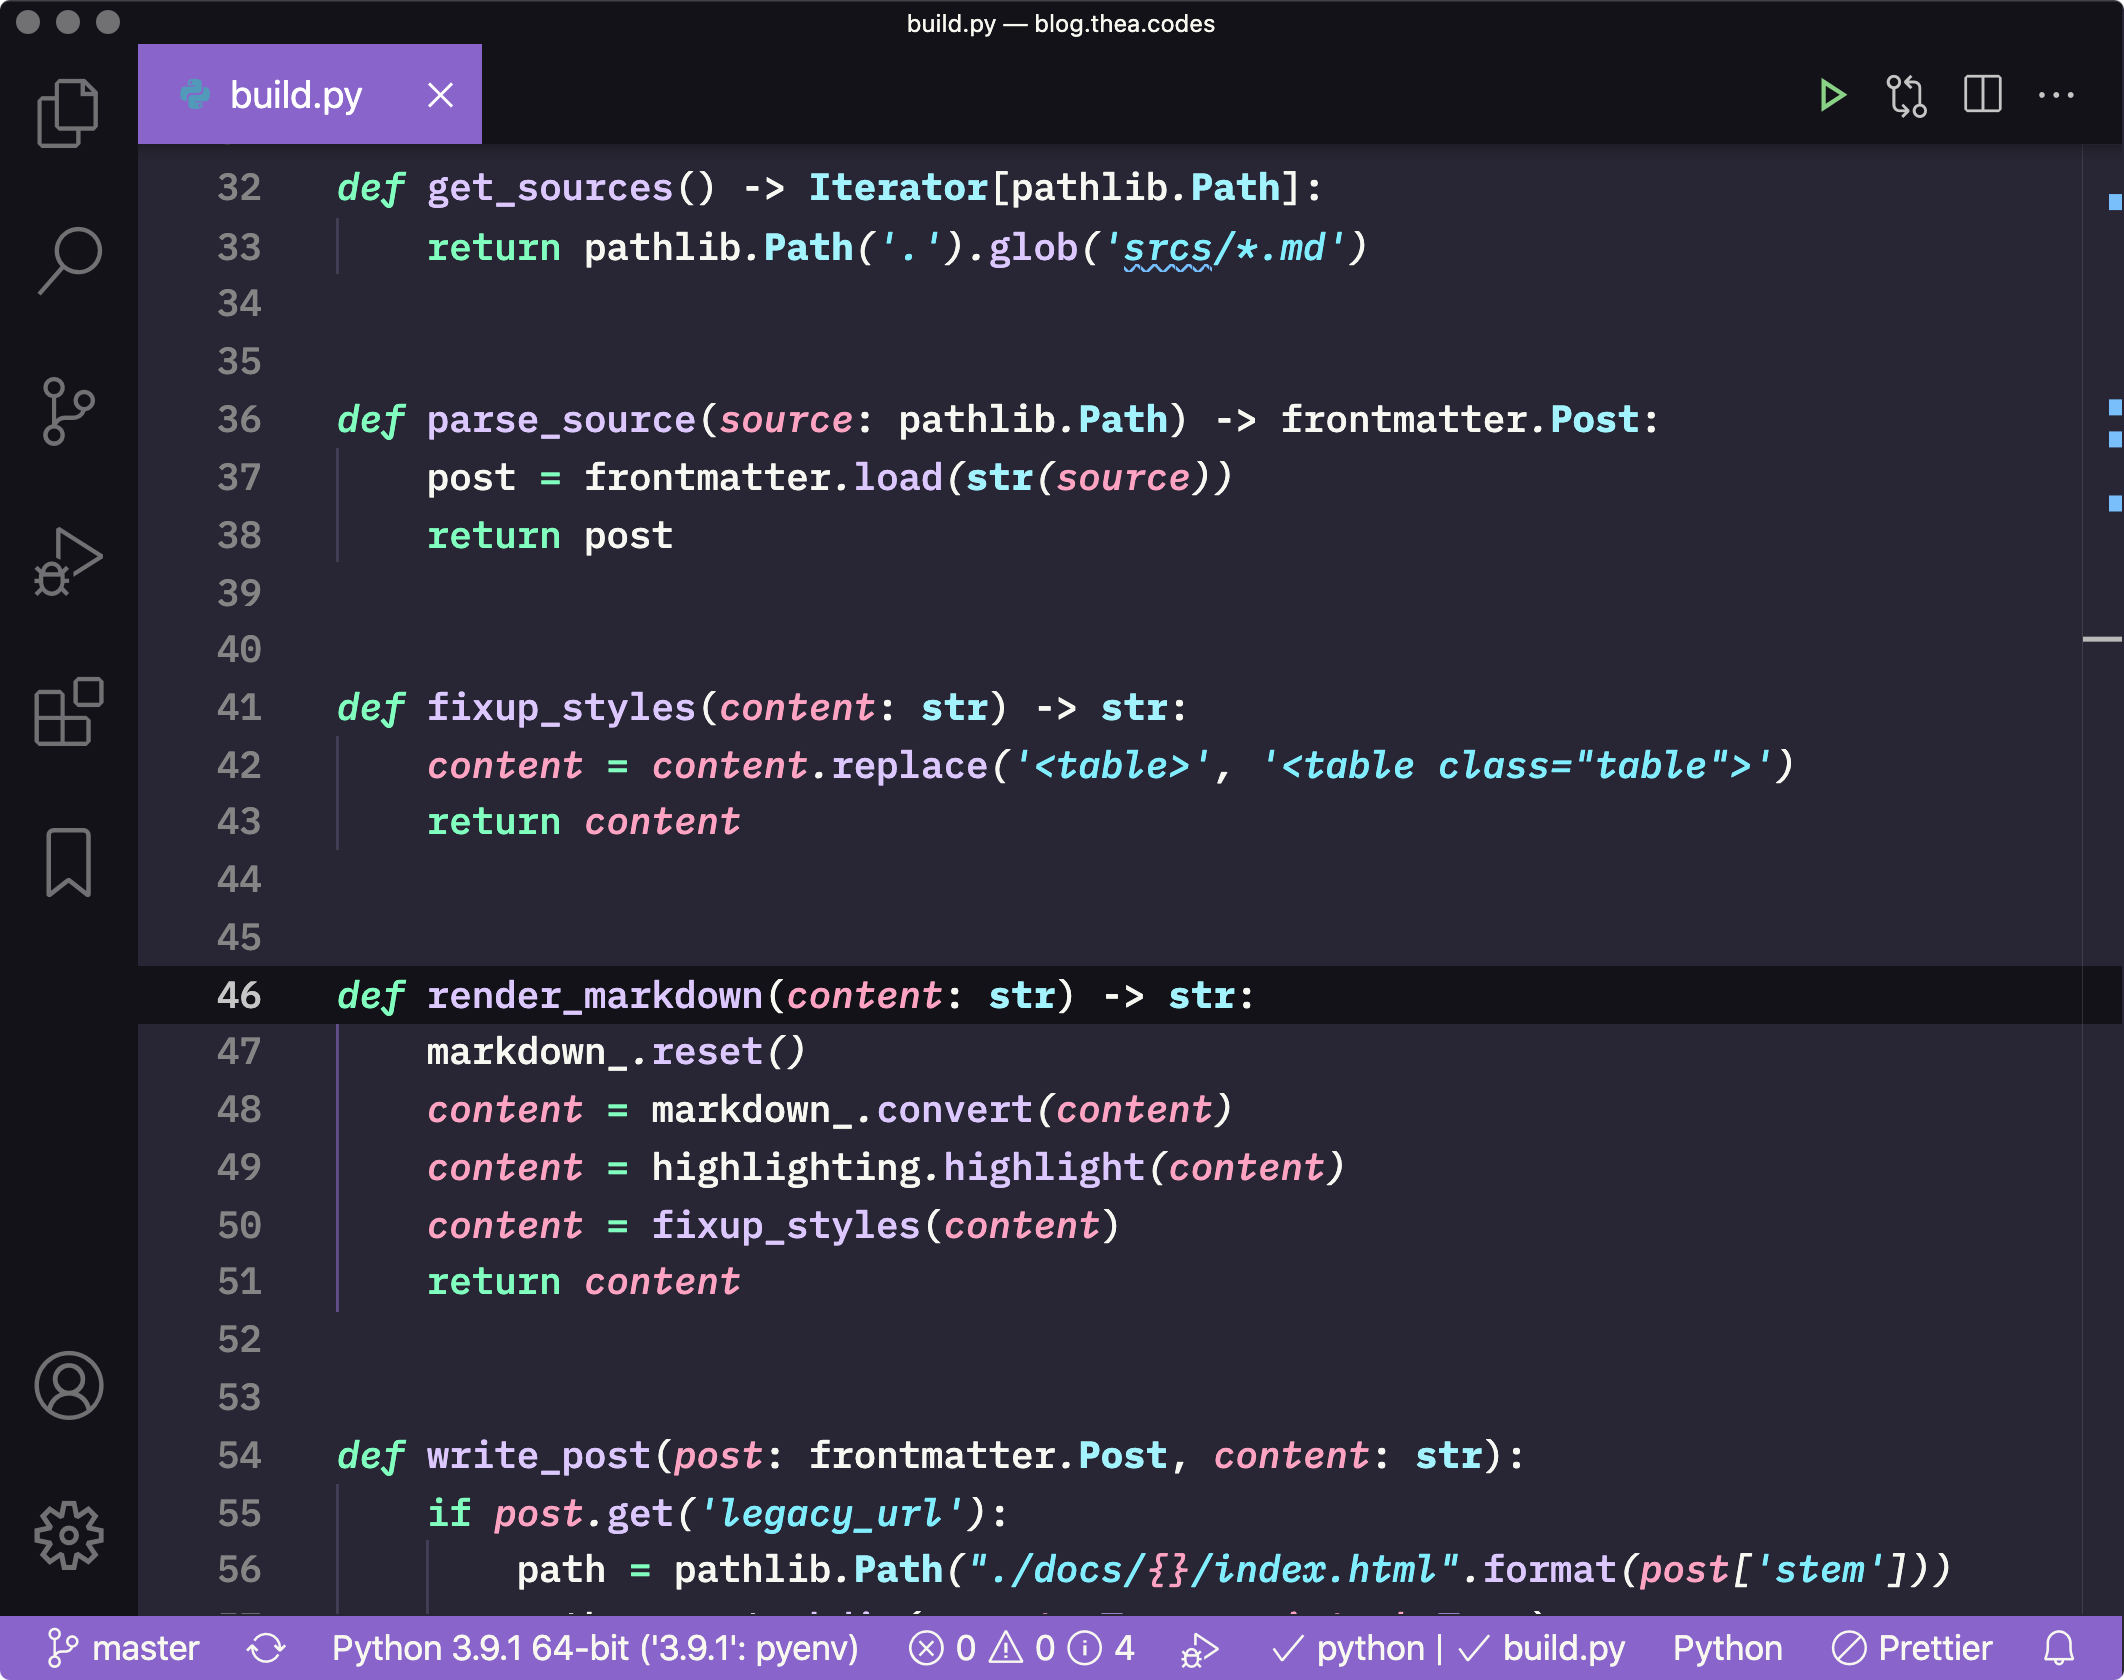 build.py — blog.thea.codes
build.py
32 def get_sources() -> Iterator[pathlib.Path]:
33     return pathlib.Path('.').glob('srcs/*.md')
34
35
36 def parse_source(source: pathlib.Path) -> frontmatter.Post:
37     post = frontmatter.load(str(source))
38     return post
39
40
41 def fixup_styles(content: str) -> str:
42     content = content.replace('<table>', '<table class="table">')
43     return content
44
45
46 def render_markdown(content: str) -> str:
47     markdown_.reset()
48     content = markdown_.convert(content)
49     content = highlighting.highlight(content)
50     content = fixup_styles(content)
51     return content
52
53
54 def write_post(post: frontmatter.Post, content: str):
55     if post.get('legacy_url'):
56         path = pathlib.Path("./docs/{}/index.html".format(post['stem']))
master Python 3.9.1 64-bit ('3.9.1': pyenv) 0 0 4 ✓ python | ✓ build.py Python Prettier